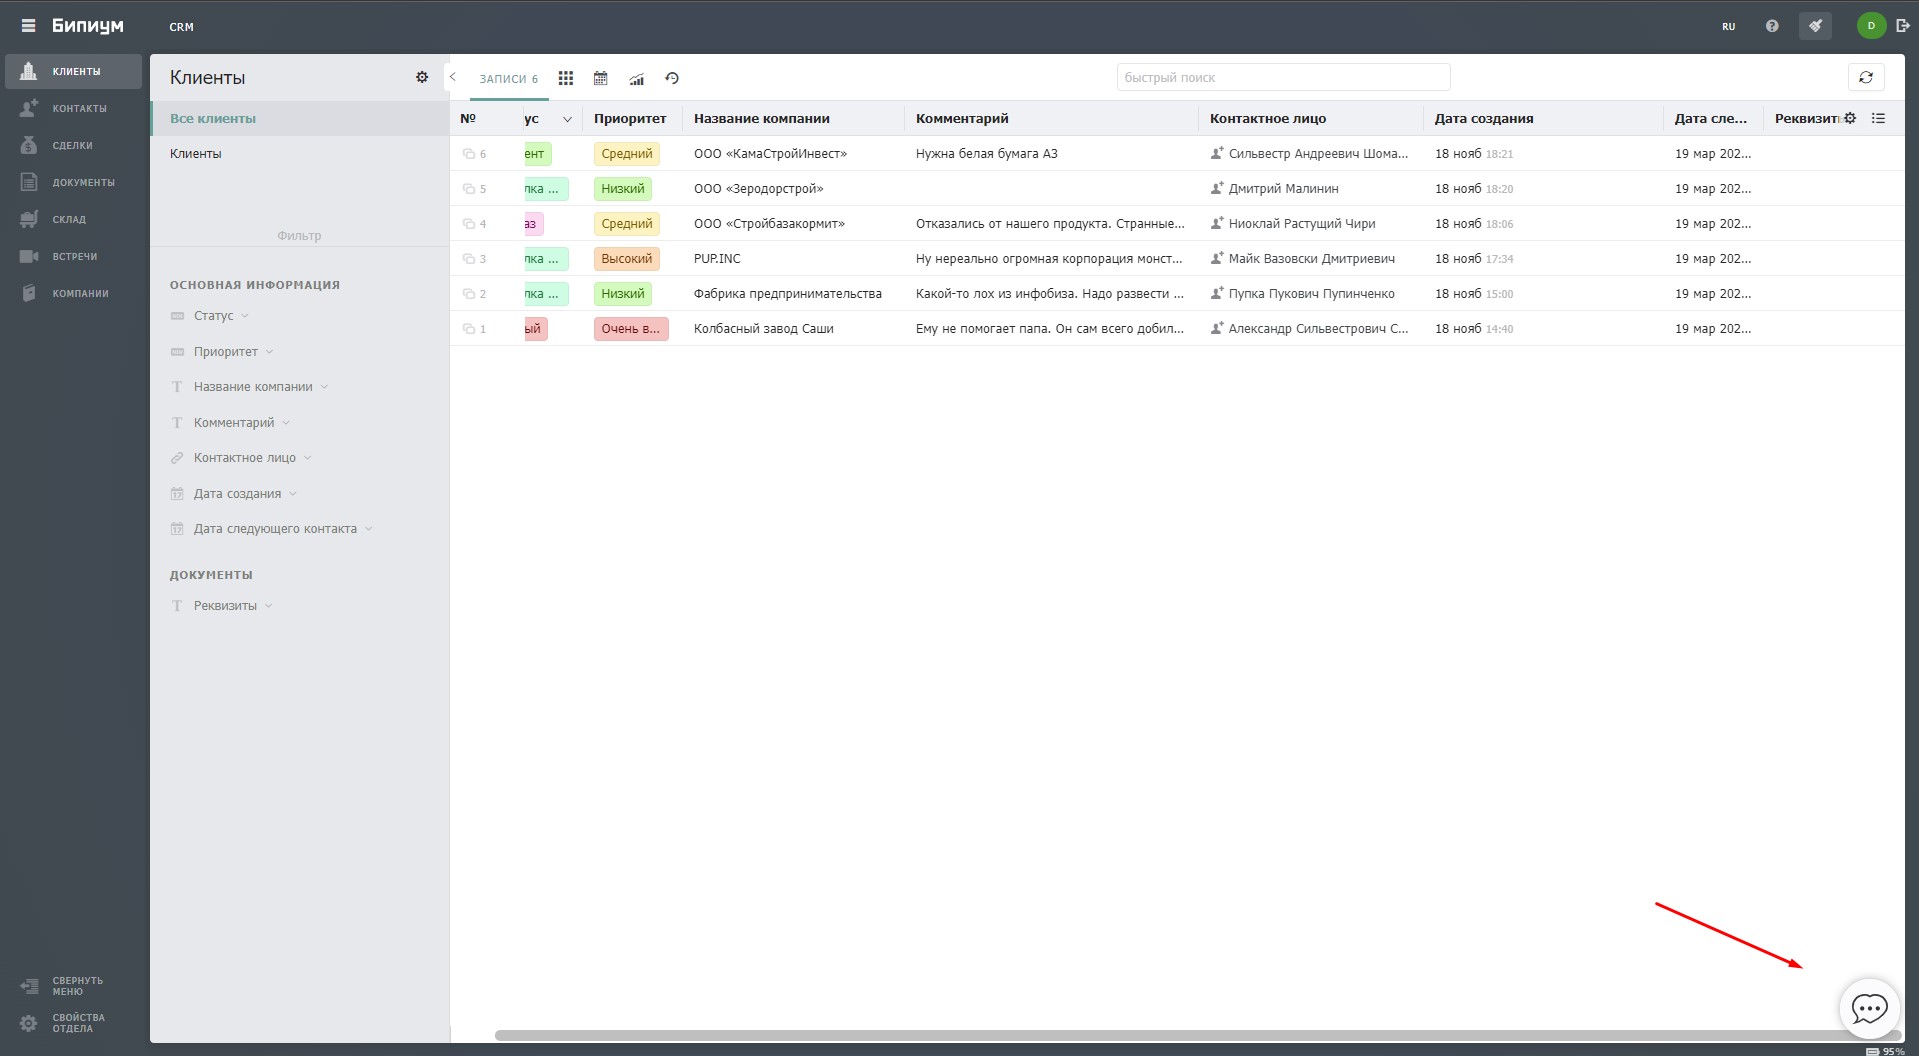 Бипиум
CRM
RU
D
КЛИЕНТЫ
КОНТАКТЫ
СДЕЛКИ
ДОКУМЕНТЫ
СКЛАД
ВСТРЕЧИ
КОМПАНИИ
СВЕРНУТЬ
МЕНЮ
СВОЙСТВА
ОТДЕЛА
Клиенты
Все клиенты
Клиенты
Фильтр
ОСНОВНАЯ ИНФОРМАЦИЯ
Статус
Приоритет
Название компании
Комментарий
Контактное лицо
Дата создания
Дата следующего контакта
ДОКУМЕНТЫ
Реквизиты
ЗАПИСИ 6
быстрый поиск
№ ус Приоритет Название компании Комментарий Контактное лицо Дата создания Дата сле... Реквизит
6 ент Средний ООО «КамаСтройИнвест» Нужна белая бумага А3 Сильвестр Андреевич Шома... 18 нояб 18:21 19 мар 202...
5 лка ... Низкий ООО «Зеродорстрой» Дмитрий Малинин 18 нояб 18:20 19 мар 202...
4 аз Средний ООО «Стройбазакормит» Отказались от нашего продукта. Странные... Ниоклай Растущий Чири 18 нояб 18:06 19 мар 202...
3 лка ... Высокий PUP.INC Ну нереально огромная корпорация монст... Майк Вазовски Дмитриевич 18 нояб 17:34 19 мар 202...
2 лка ... Низкий Фабрика предпринимательства Какой-то лох из инфобиза. Надо развести ... Пупка Пукович Пупинченко 18 нояб 15:00 19 мар 202...
1 ый Очень в... Колбасный завод Саши Ему не помогает папа. Он сам всего добил... Александр Сильвестрович С... 18 нояб 14:40 19 мар 202...
95%